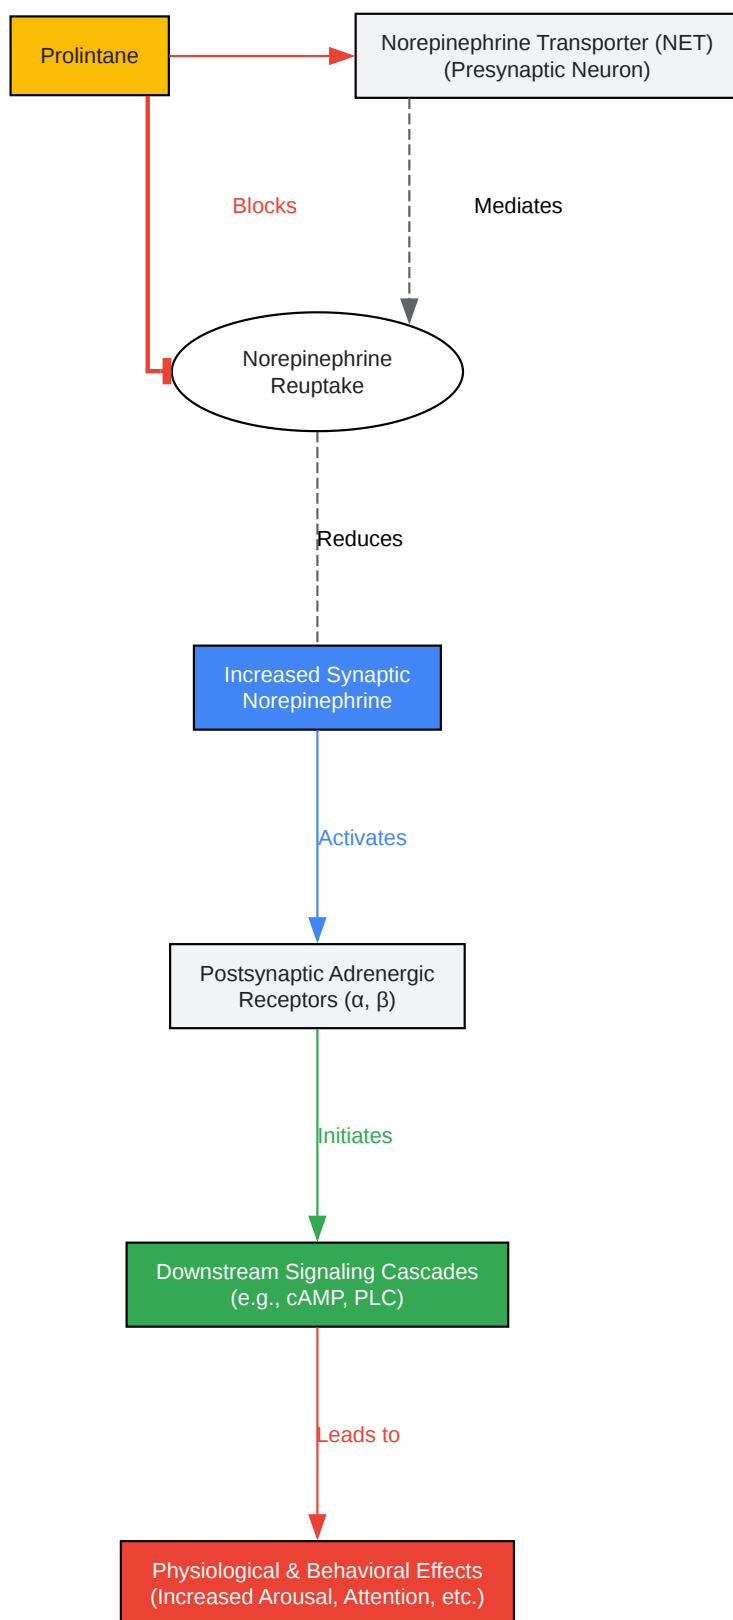 Prolintane
Norepinephrine Transporter (NET)
(Presynaptic Neuron)
Blocks
Mediates
Norepinephrine
Reuptake
Reduces
Increased Synaptic
Norepinephrine
Activates
Postsynaptic Adrenergic
Receptors (α, β)
Initiates
Downstream Signaling Cascades
(e.g., cAMP, PLC)
Leads to
Physiological & Behavioral Effects
(Increased Arousal, Attention, etc.)